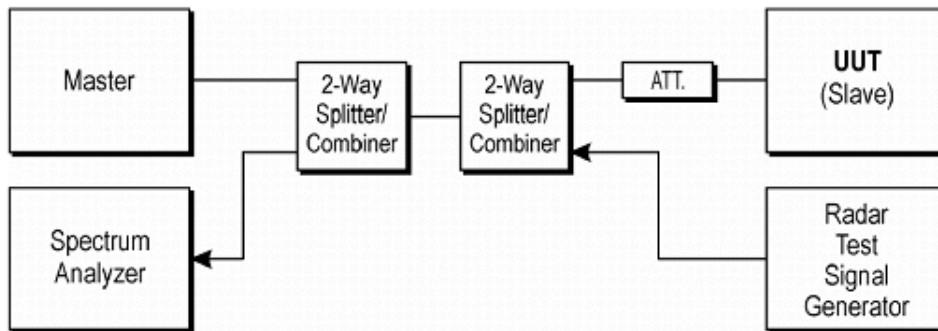 Master
2-Way
Splitter/
Combiner
2-Way
Splitter/
Combiner
ATT.
UUT
(Slave)
Spectrum
Analyzer
Radar
Test
Signal
Generator